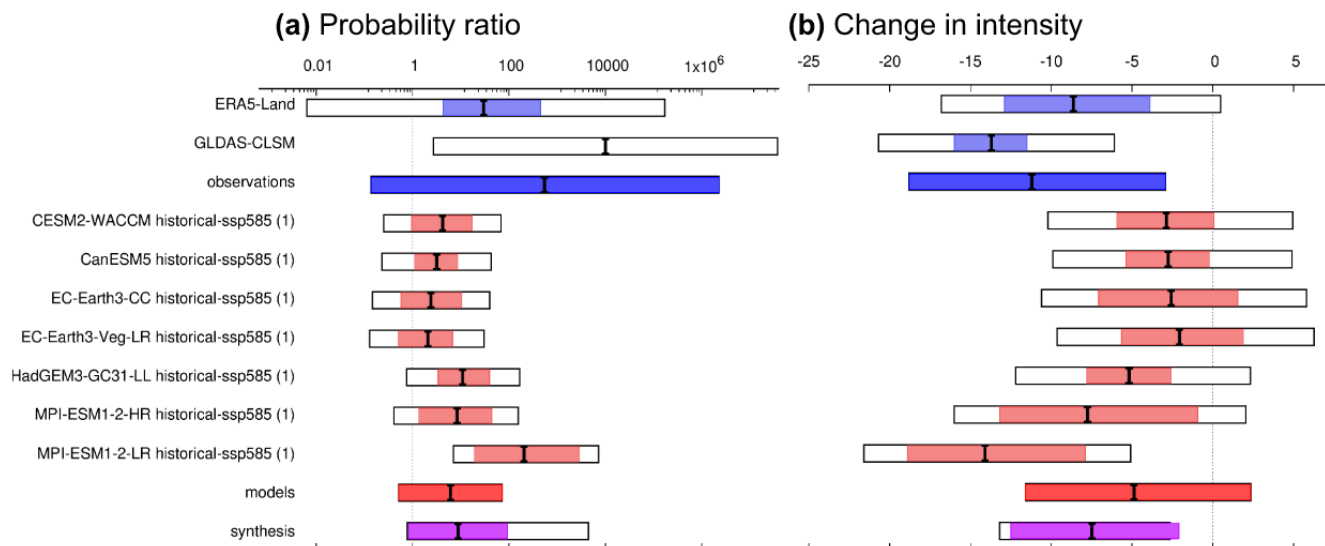 (a) Probability ratio
(b) Change in intensity
0.01 1 100 10000 1x10⁶
-25 -20 -15 -10 -5 0 5
ERA5-Land
GLDAS-CLSM
observations
CESM2-WACCM historical-ssp585 (1)
CanESM5 historical-ssp585 (1)
EC-Earth3-CC historical-ssp585 (1)
EC-Earth3-Veg-LR historical-ssp585 (1)
HadGEM3-GC31-LL historical-ssp585 (1)
MPI-ESM1-2-HR historical-ssp585 (1)
MPI-ESM1-2-LR historical-ssp585 (1)
models
synthesis